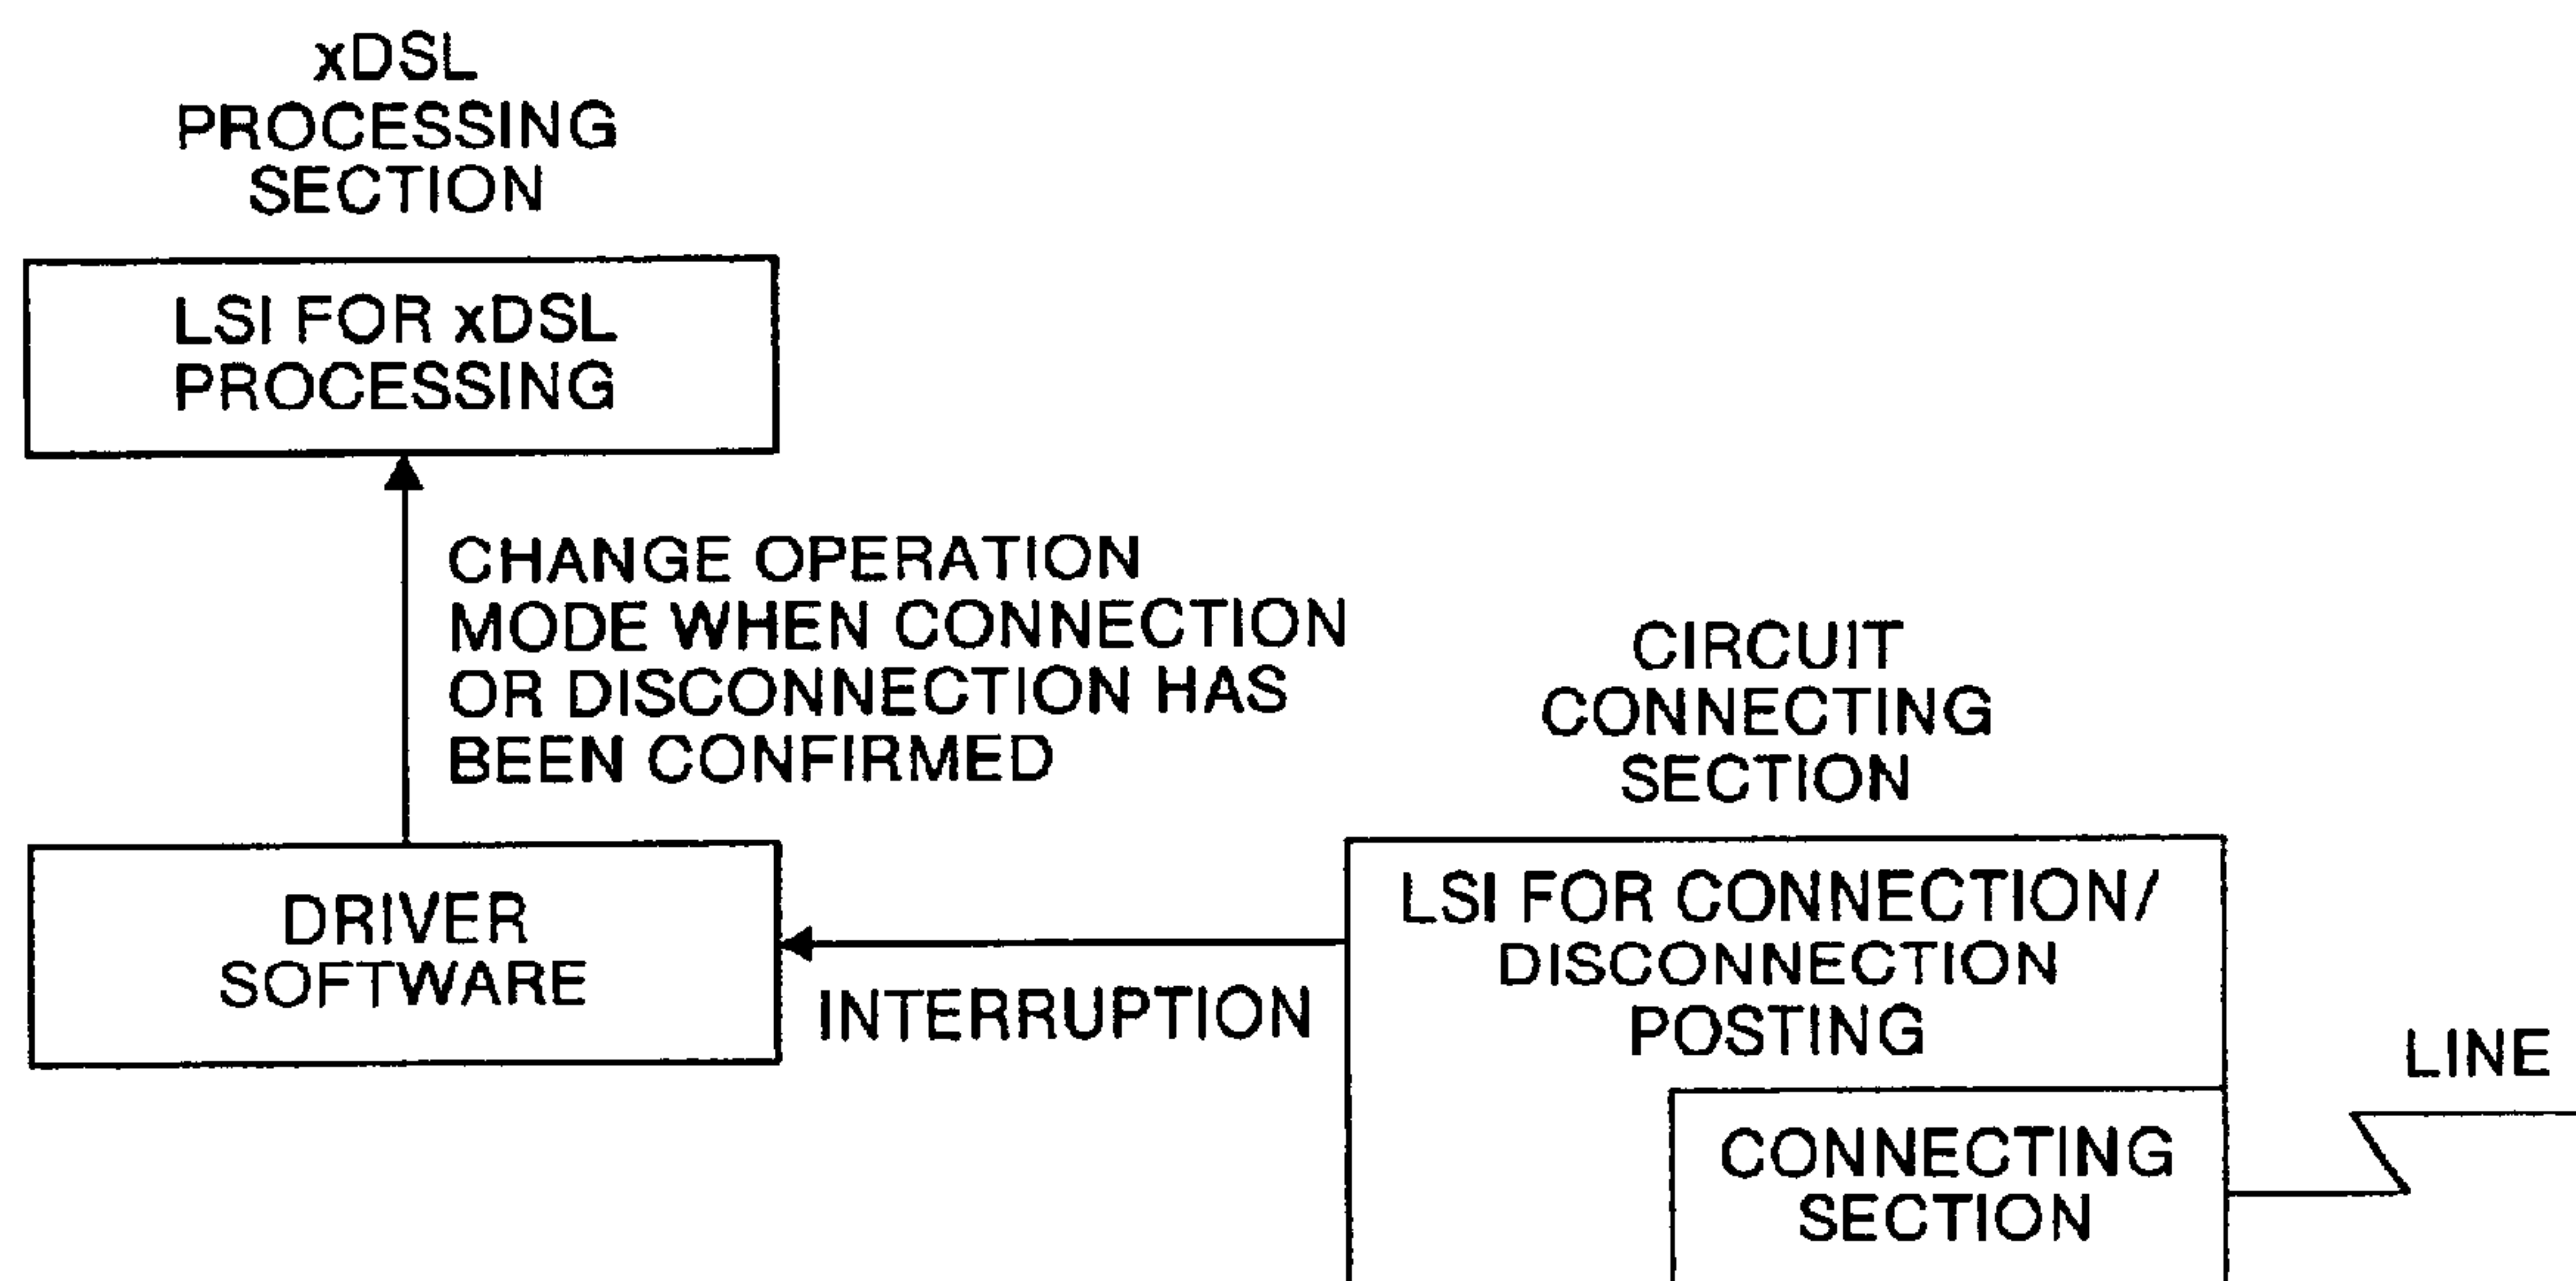 xDSL
PROCESSING
SECTION
LSI FOR xDSL
PROCESSING
CHANGE OPERATION
MODE WHEN CONNECTION
OR DISCONNECTION HAS
BEEN CONFIRMED
DRIVER
SOFTWARE
INTERRUPTION
CIRCUIT
CONNECTING
SECTION
LSI FOR CONNECTION/
DISCONNECTION
POSTING
CONNECTING
SECTION
LINE